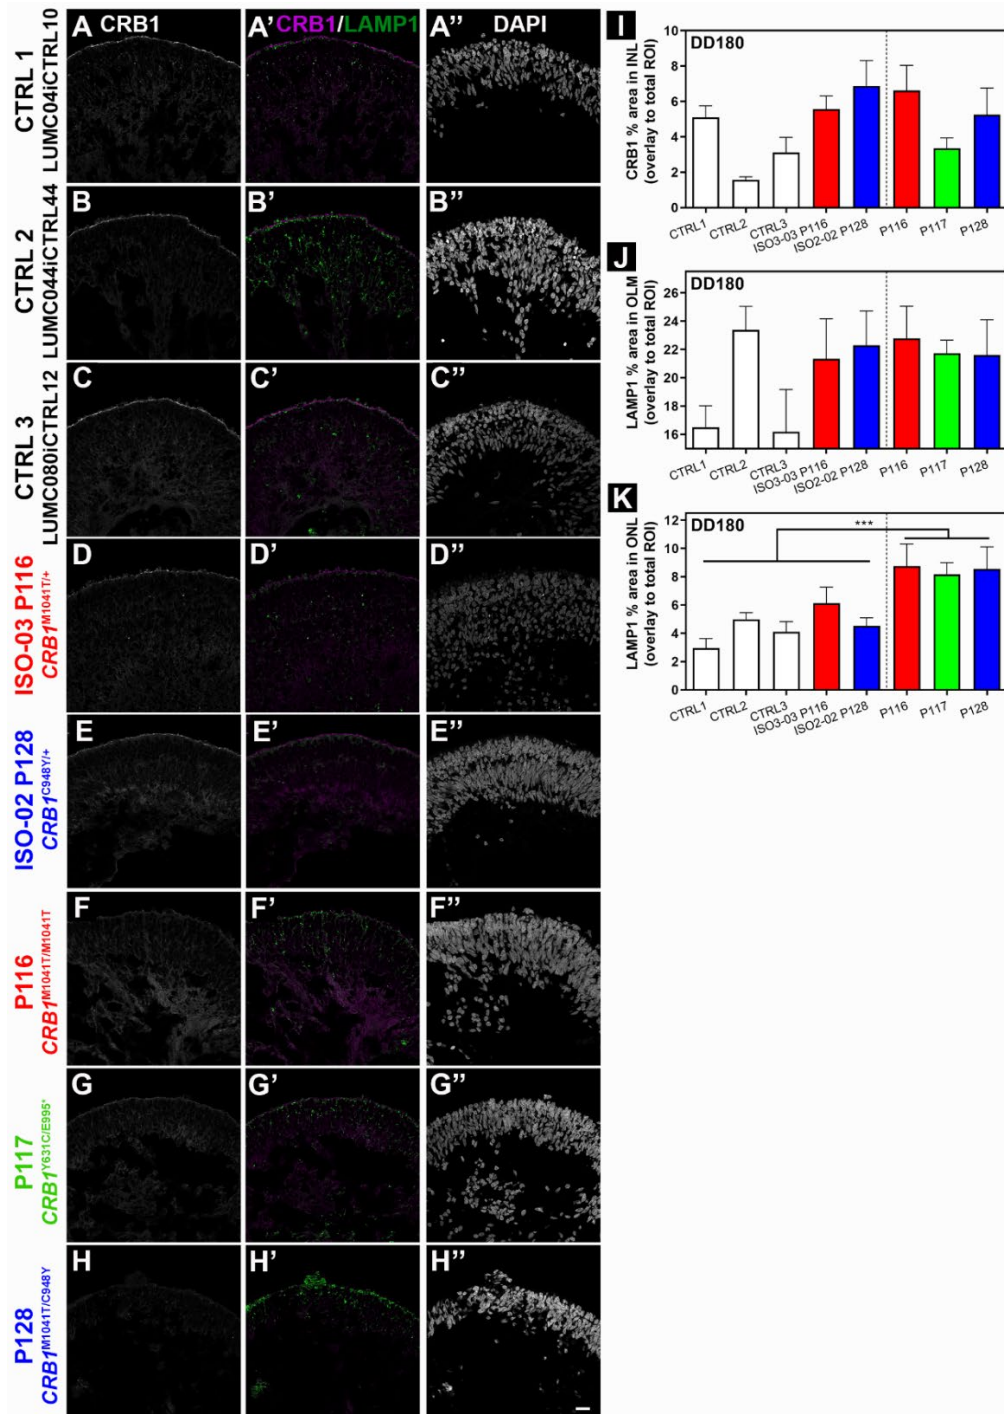 A CRB1
A’ CRB1/LAMP1
A’’ DAPI
CTRL 1
LUMC04iCTRL10
B
B’
B’’
CTRL 2
LUMC044iCTRL44
C
C’
C’’
CTRL 3
LUMC080iCTRL12
D
D’
D’’
ISO-03 P116
CRB1M1041T/+
E
E’
E’’
ISO-02 P128
CRB1C948Y/+
F
F’
F’’
P116
CRB1M1041T/M1041T
G
G’
G’’
P117
CRB1Y631C/E995*
H
H’
H’’
P128
CRB1M1041T/C948Y
I
DD180
CRB1 % area in INL
(overlay to total ROI)
10
8
6
4
2
0
CTRL1 CTRL2 CTRL3 ISO3-03 P116 ISO2-02 P128 P116 P117 P128
J
DD180
LAMP1 % area in OLM
(overlay to total ROI)
26
24
22
20
18
16
CTRL1 CTRL2 CTRL3 ISO3-03 P116 ISO2-02 P128 P116 P117 P128
K
DD180
***
LAMP1 % area in ONL
(overlay to total ROI)
12
10
8
6
4
2
0
CTRL1 CTRL2 CTRL3 ISO3-03 P116 ISO2-02 P128 P116 P117 P128